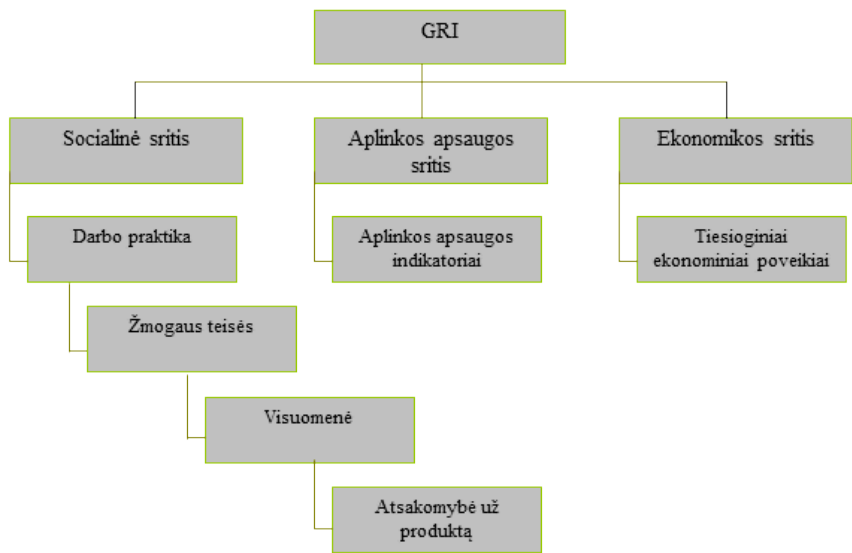 GRI
Socialinė sritis
Aplinkos apsaugos
sritis
Ekonomikos sritis
Darbo praktika
Aplinkos apsaugos
indikatoriai
Tiesioginiai
ekonominiai poveikiai
Žmogaus teisės
Visuomenė
Atsakomybė už
produktą